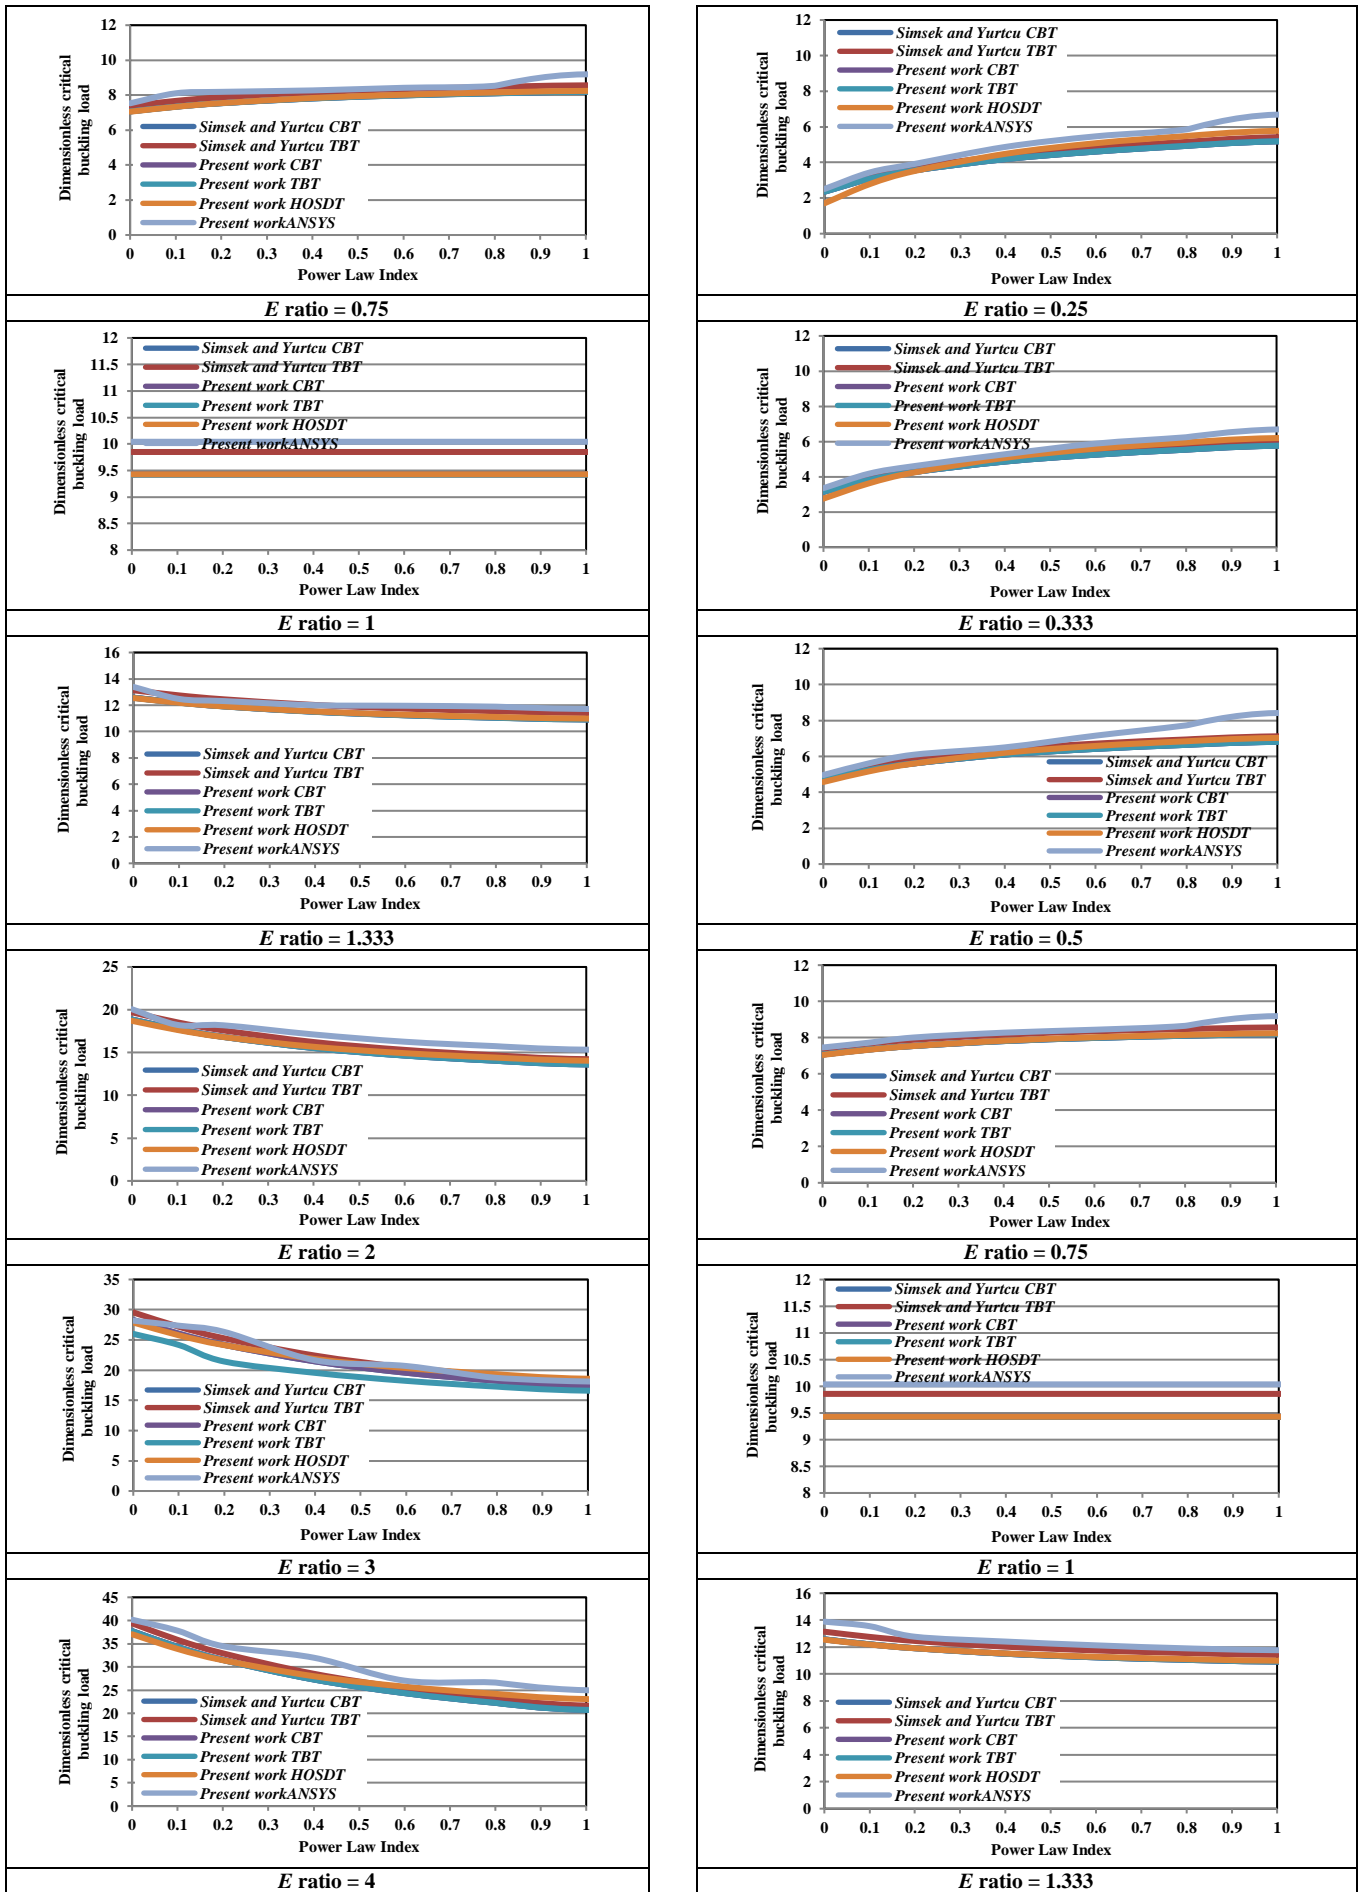 12
10
8
6
4
2
0
0 0.1 0.2 0.3 0.4 0.5 0.6 0.7 0.8 0.9 1
Dimensionless critical
buckling load
Power Law Index
Simsek and Yurtcu CBT
Simsek and Yurtcu TBT
Present work CBT
Present work TBT
Present work HOSDT
Present workANSYS
E ratio = 0.75
12
11.5
11
10.5
10
9.5
9
8.5
8
0 0.1 0.2 0.3 0.4 0.5 0.6 0.7 0.8 0.9 1
Dimensionless critical
buckling load
Power Law Index
Simsek and Yurtcu CBT
Simsek and Yurtcu TBT
Present work CBT
Present work TBT
Present work HOSDT
Present workANSYS
E ratio = 1
16
14
12
10
8
6
4
2
0
0 0.1 0.2 0.3 0.4 0.5 0.6 0.7 0.8 0.9 1
Dimensionless critical
buckling load
Power Law Index
Simsek and Yurtcu CBT
Simsek and Yurtcu TBT
Present work CBT
Present work TBT
Present work HOSDT
Present workANSYS
E ratio = 1.333
25
20
15
10
5
0
0 0.1 0.2 0.3 0.4 0.5 0.6 0.7 0.8 0.9 1
Dimensionless critical
buckling load
Power Law Index
Simsek and Yurtcu CBT
Simsek and Yurtcu TBT
Present work CBT
Present work TBT
Present work HOSDT
Present workANSYS
E ratio = 2
35
30
25
20
15
10
5
0
0 0.1 0.2 0.3 0.4 0.5 0.6 0.7 0.8 0.9 1
Dimensionless critical
buckling load
Power Law Index
Simsek and Yurtcu CBT
Simsek and Yurtcu TBT
Present work CBT
Present work TBT
Present work HOSDT
Present workANSYS
E ratio = 3
45
40
35
30
25
20
15
10
5
0
0 0.1 0.2 0.3 0.4 0.5 0.6 0.7 0.8 0.9 1
Dimensionless critical
buckling load
Power Law Index
Simsek and Yurtcu CBT
Simsek and Yurtcu TBT
Present work CBT
Present work TBT
Present work HOSDT
Present workANSYS
E ratio = 4
12
10
8
6
4
2
0
0 0.1 0.2 0.3 0.4 0.5 0.6 0.7 0.8 0.9 1
Dimensionless critical
buckling load
Power Law Index
Simsek and Yurtcu CBT
Simsek and Yurtcu TBT
Present work CBT
Present work TBT
Present work HOSDT
Present workANSYS
E ratio = 0.25
12
10
8
6
4
2
0
0 0.1 0.2 0.3 0.4 0.5 0.6 0.7 0.8 0.9 1
Dimensionless critical
buckling load
Power Law Index
Simsek and Yurtcu CBT
Simsek and Yurtcu TBT
Present work CBT
Present work TBT
Present work HOSDT
Present workANSYS
E ratio = 0.333
12
10
8
6
4
2
0
0 0.1 0.2 0.3 0.4 0.5 0.6 0.7 0.8 0.9 1
Dimensionless critical
buckling load
Power Law Index
Simsek and Yurtcu CBT
Simsek and Yurtcu TBT
Present work CBT
Present work TBT
Present work HOSDT
Present workANSYS
E ratio = 0.5
12
10
8
6
4
2
0
0 0.1 0.2 0.3 0.4 0.5 0.6 0.7 0.8 0.9 1
Dimensionless critical
buckling load
Power Law Index
Simsek and Yurtcu CBT
Simsek and Yurtcu TBT
Present work CBT
Present work TBT
Present work HOSDT
Present workANSYS
E ratio = 0.75
12
11.5
11
10.5
10
9.5
9
8.5
8
0 0.1 0.2 0.3 0.4 0.5 0.6 0.7 0.8 0.9 1
Dimensionless critical
buckling load
Power Law Index
Simsek and Yurtcu CBT
Simsek and Yurtcu TBT
Present work CBT
Present work TBT
Present work HOSDT
Present workANSYS
E ratio = 1
16
14
12
10
8
6
4
2
0
0 0.1 0.2 0.3 0.4 0.5 0.6 0.7 0.8 0.9 1
Dimensionless critical
buckling load
Power Law Index
Simsek and Yurtcu CBT
Simsek and Yurtcu TBT
Present work CBT
Present work TBT
Present work HOSDT
Present workANSYS
E ratio = 1.333